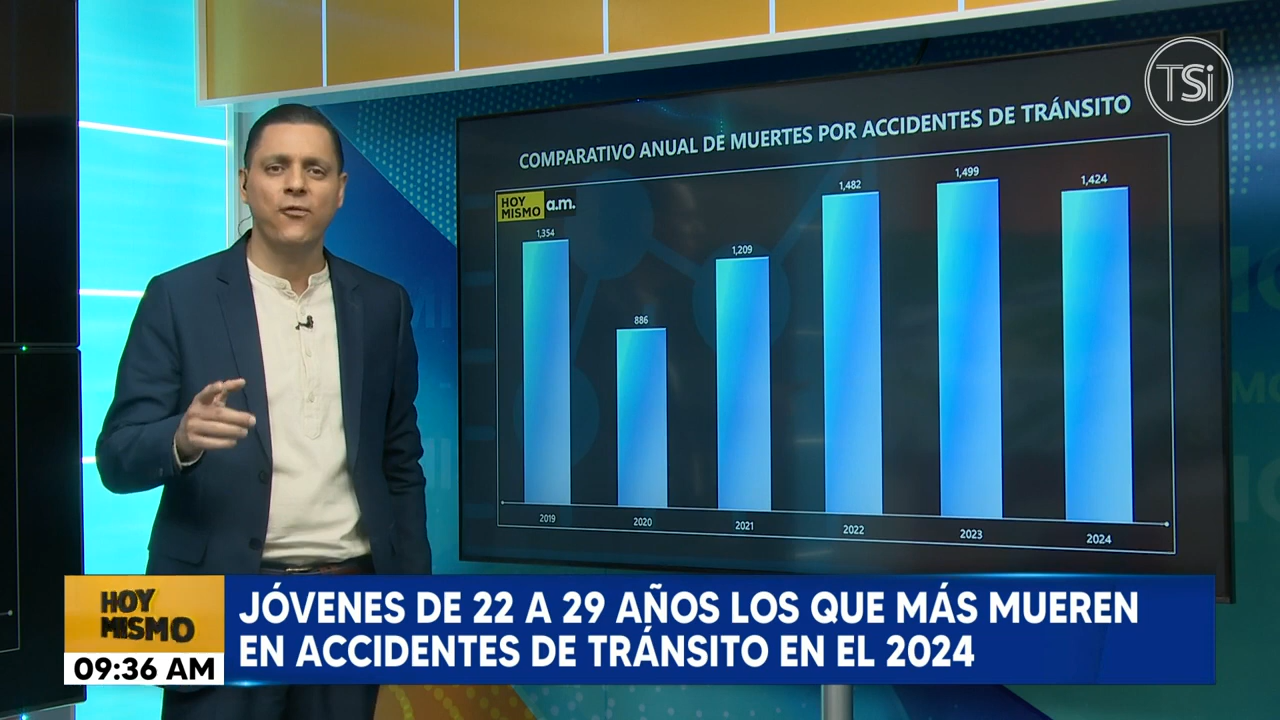 TSi
COMPARATIVO ANUAL DE MUERTES POR ACCIDENTES DE TRÁNSITO
HOY
MISMO
a.m.
1,354
886
1,209
1,482
1,499
1,424
2019
2020
2021
2022
2023
2024
HOY
MISMO
09:36 AM
JÓVENES DE 22 A 29 AÑOS LOS QUE MÁS MUEREN
EN ACCIDENTES DE TRÁNSITO EN EL 2024